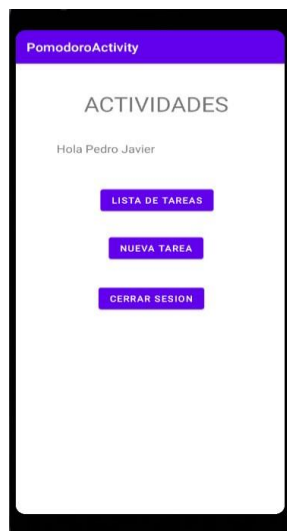 PomodoroActivity
ACTIVIDADES
Hola Pedro Javier
LISTA DE TAREAS
NUEVA TAREA
CERRAR SESION